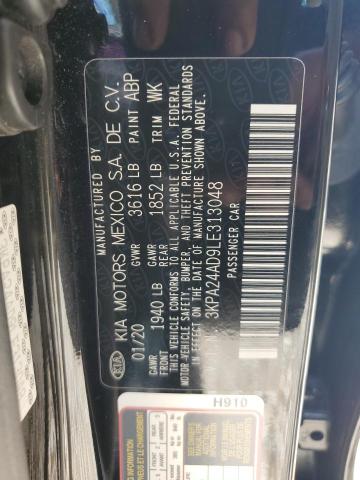 MANUFACTURED BY
KIA KIA MOTORS MEXICO S.A. DE C.V.
01/20 GVWR 3616 LB PAINT ABP
GAWR FRONT 1940 LB GAWR REAR 1852 LB TRIM WK
THIS VEHICLE CONFORMS TO ALL APPLICABLE U.S.A. FEDERAL
MOTOR VEHICLE SAFETY, BUMPER, AND THEFT PREVENTION STANDARDS
IN EFFECT ON THE DATE OF MANUFACTURE SHOWN ABOVE.
3KPA24AD9LE313048
PASSENGER CAR
H910